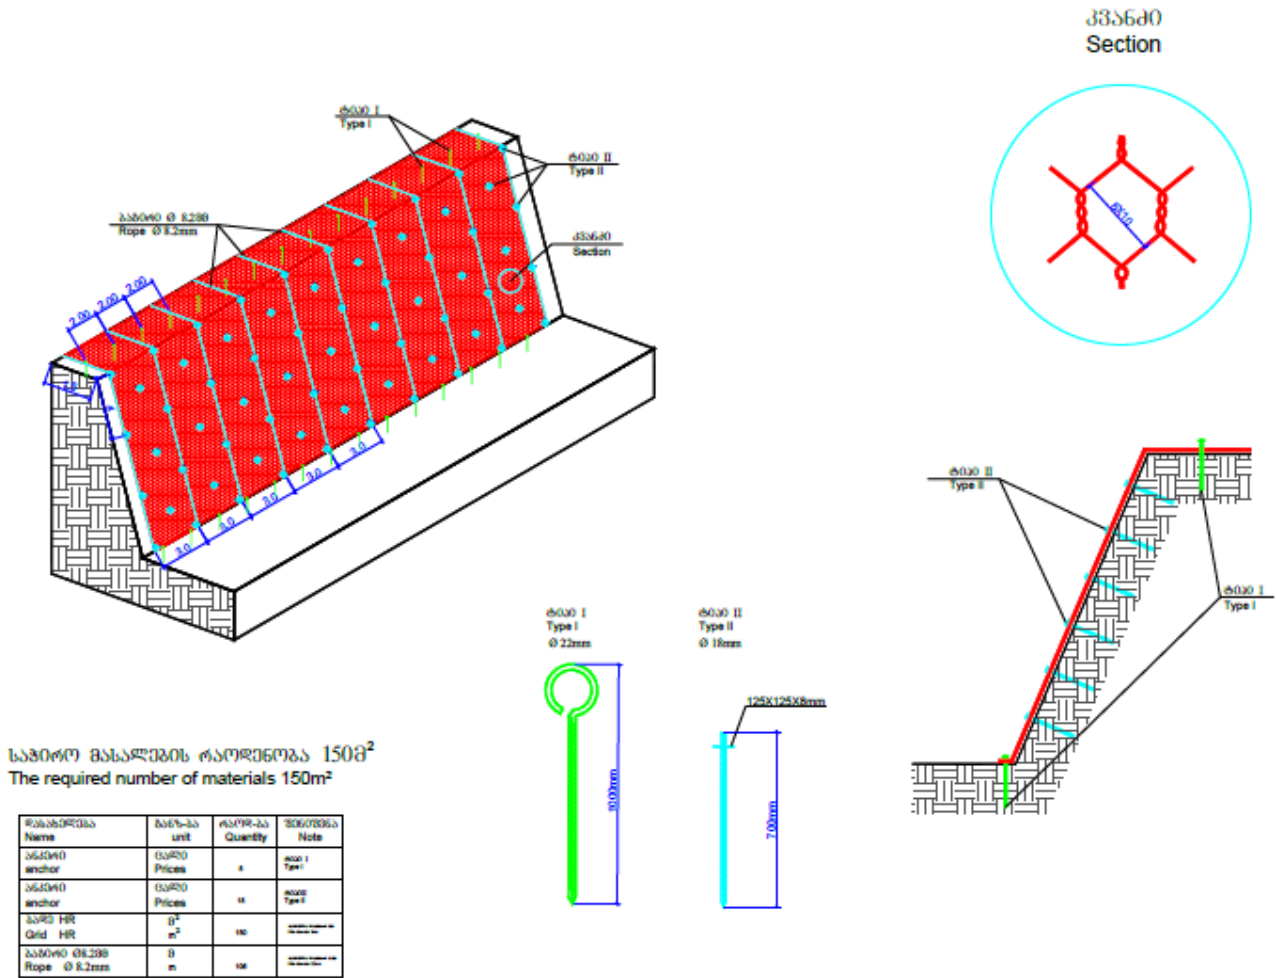 კვანძი
Section
ტიპი I
Type I
ტიპი II
Type II
ბაგირი Ø 8.2მმ
Rope Ø 8.2mm
კვანძი
Section
2.00
2.00
2.00
8X10
3.0
3.0
3.0
3.0
3.0
ტიპი II
Type II
ტიპი I
Type I
ტიპი I
Type I
Ø 22mm
ტიპი II
Type II
Ø 18mm
125X125X8mm
700mm
საჭირო მასალების რაოდენობა 150მ²
The required number of materials 150m²
დასახელება განზ-ბა რაოდ-ბა შენიშვნა
Name unit Quantity Note
ანკერი ცალი ტიპი I
anchor Prices Type I
ანკერი ცალი
anchor Prices Type II
ბადე HR მ²
Grid HR m² 150
ბაგირი Ø8.2მმ მ
Rope Ø 8.2mm m